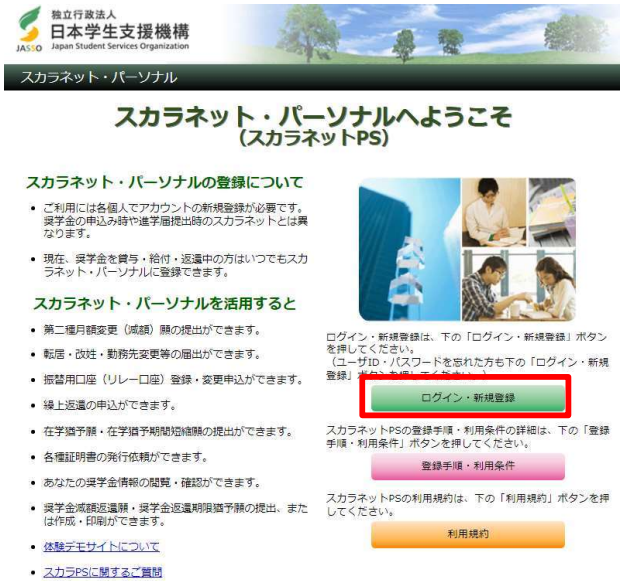 独立行政法人
日本学生支援機構
JASSO Japan Student Services Organization
スカラネット・パーソナル
スカラネット・パーソナルへようこそ
(スカラネットPS)
スカラネット・パーソナルの登録について
• ご利用には各個人でアカウントの新規登録が必要です。
奨学金の申込み時や進学届提出時のスカラネットとは異
なります。
• 現在、奨学金を貸与・給付・返還中の方はいつでもスカ
ラネット・パーソナルに登録できます。
スカラネット・パーソナルを活用すると
• 第二種月額変更（減額）願の提出ができます。
• 転居・改姓・勤務先変更等の届出ができます。
• 振替用口座（リレー口座）登録・変更申込ができます。
• 繰上返還の申込ができます。
• 在学猶予願・在学猶予期間短縮願の提出ができます。
• 各種証明書の発行依頼ができます。
• あなたの奨学金情報の閲覧・確認ができます。
• 奨学金減額返還願・奨学金返還期限猶予願の提出、また
は作成・印刷ができます。
• 体験デモサイトについて
• スカラPSに関するご質問
ログイン・新規登録は、下の「ログイン・新規登録」ボタン
を押してください。
（ユーザID・パスワードを忘れた方も下の「ログイン・新規
登録」ボタンを押してください。）
ログイン・新規登録
スカラネットPSの登録手順・利用条件の詳細は、下の「登録
手順・利用条件」ボタンを押してください。
登録手順・利用条件
スカラネットPSの利用規約は、下の「利用規約」ボタンを押
してください。
利用規約